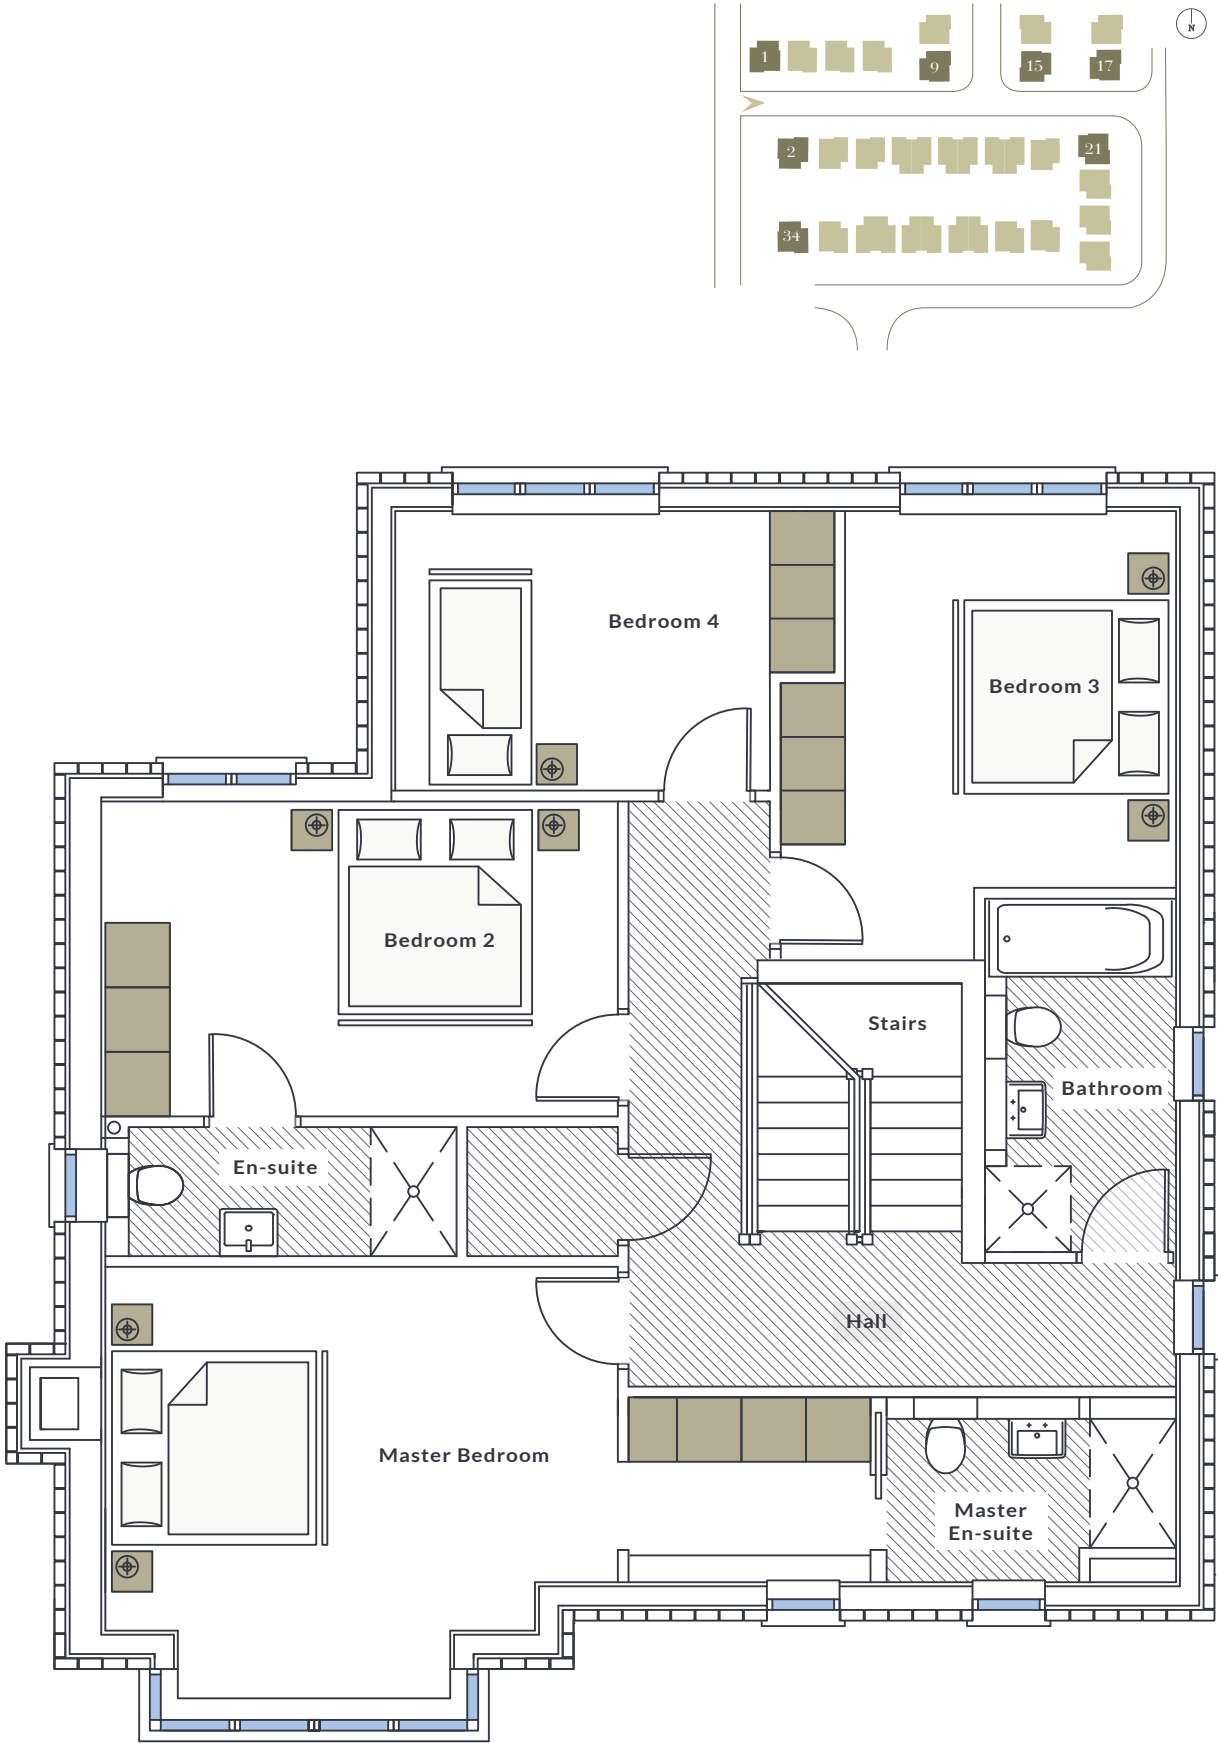 N
1
9
15
17
2
21
34
Bedroom 4
Bedroom 3
Bedroom 2
Stairs
Bathroom
En-suite
Hall
Master Bedroom
Master
En-suite